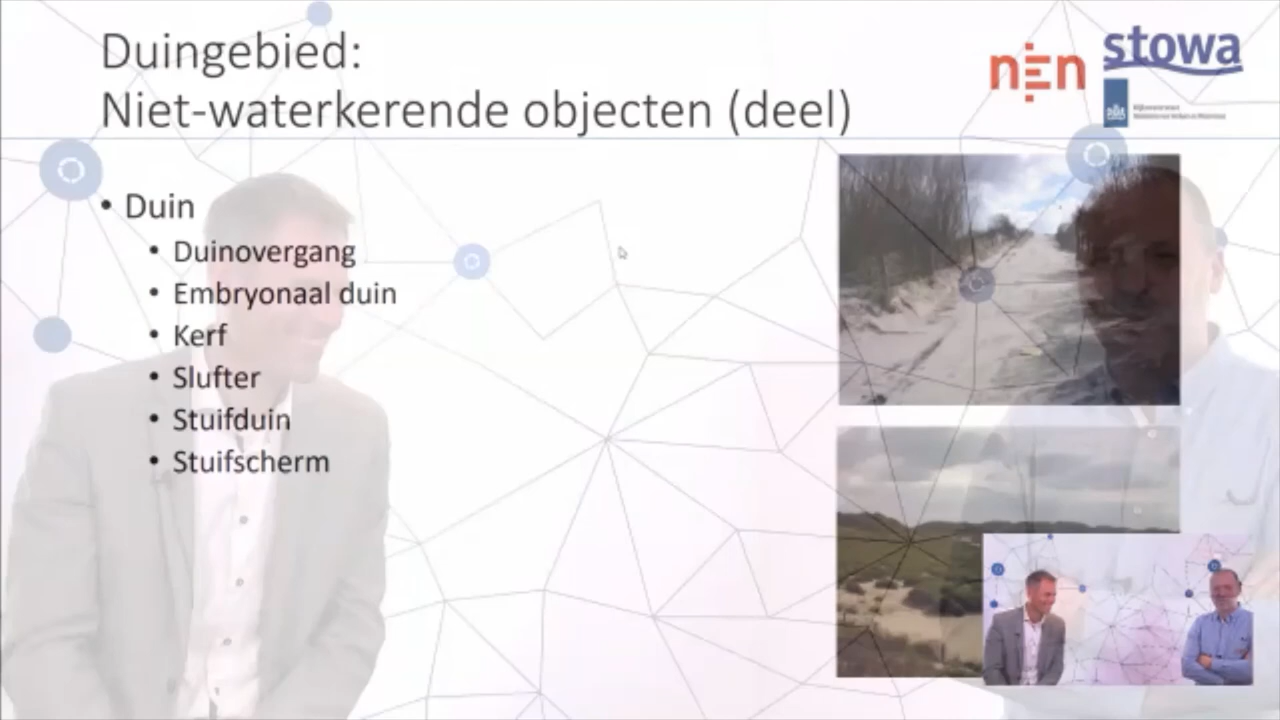 Duingebied:
Niet-waterkerende objecten (deel)
nen
stowa
• Duin
• Duinovergang
• Embryonaal duin
• Kerf
• Slufter
• Stuifduin
• Stuifscherm